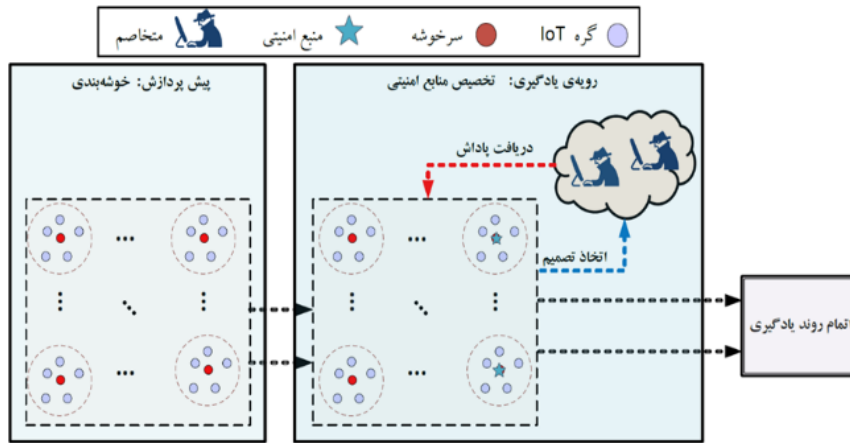 گره IoT
سرخوشه
منبع امنیتی
متخاصم
رویه‌ی یادگیری: تخصیص منابع امنیتی
پیش پردازش: خوشه‌بندی
دریافت پاداش
اتخاذ تصمیم
اتمام روند یادگیری